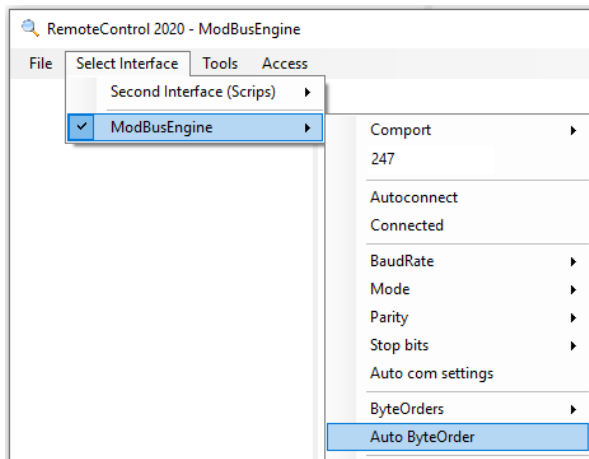 RemoteControl 2020 - ModBusEngine
File Select Interface Tools Access
Second Interface (Scrips)
ModBusEngine
Comport
247
Autoconnect
Connected
BaudRate
Mode
Parity
Stop bits
Auto com settings
ByteOrders
Auto ByteOrder